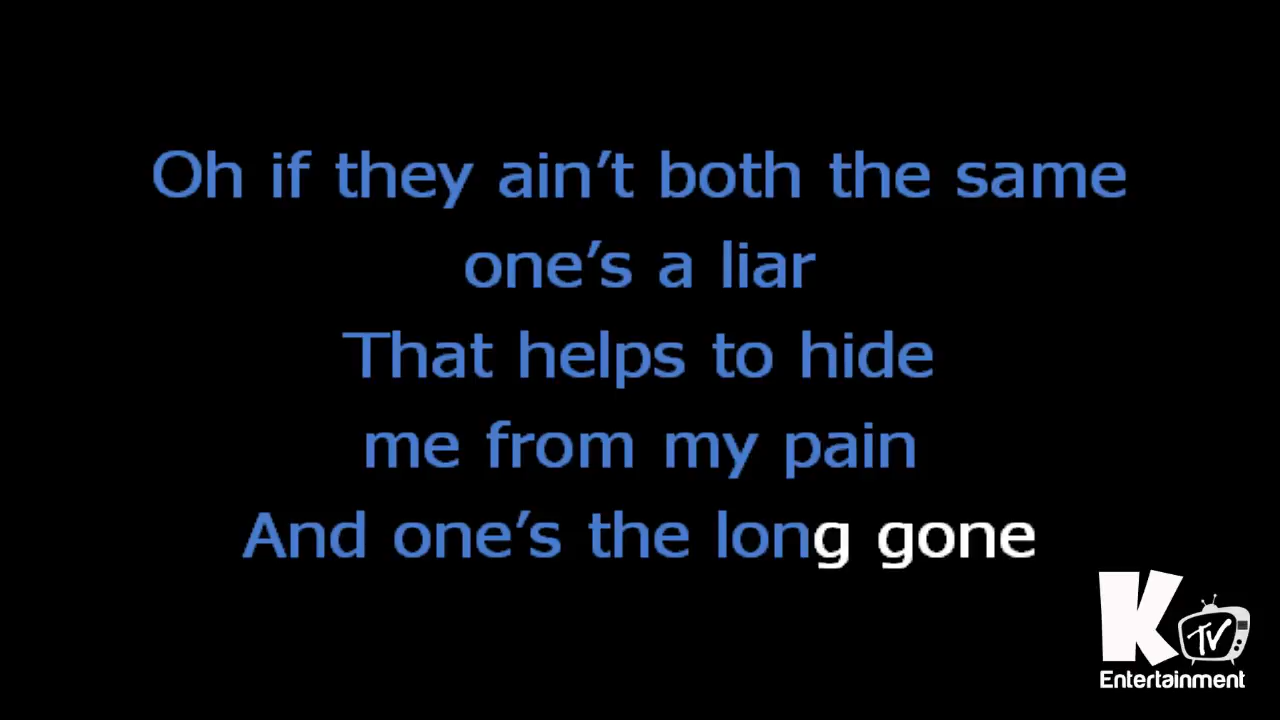 Oh if they ain’t both the same
one’s a liar
That helps to hide
me from my pain
And one’s the long gone
K TV
Entertainment